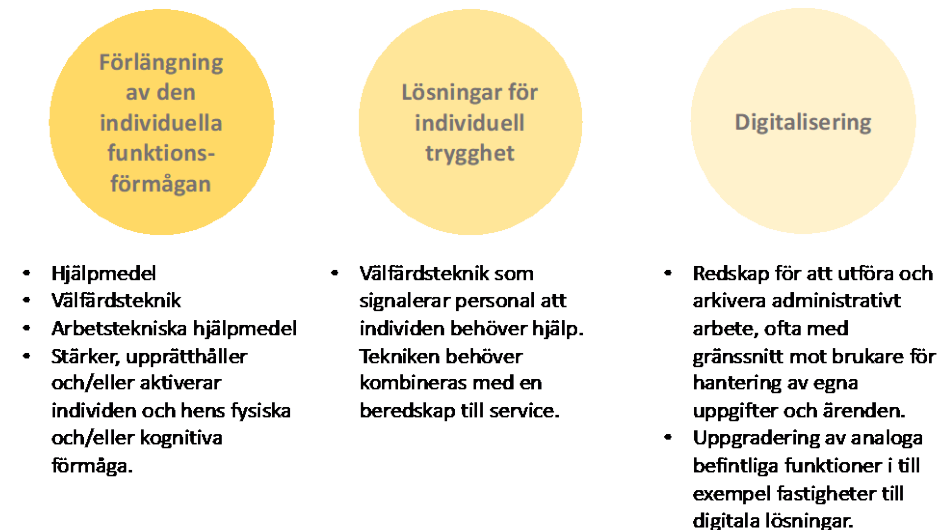 Förlängning
av den
individuella
funktions-
förmågan
Lösningar för
individuell
trygghet
Digitalisering
• Hjälpmedel
• Välfärdsteknik
• Arbetstekniska hjälpmedel
• Stärker, upprätthåller
och/eller aktiverar
individen och hens fysiska
och/eller kognitiva
förmåga.
• Välfärdsteknik som
signalerar personal att
individen behöver hjälp.
Tekniken behöver
kombineras med en
beredskap till service.
• Redskap för att utföra och
arkivera administrativt
arbete, ofta med
gränssnitt mot brukare för
hantering av egna
uppgifter och ärenden.
• Uppgradering av analoga
befintliga funktioner i till
exempel fastigheter till
digitala lösningar.